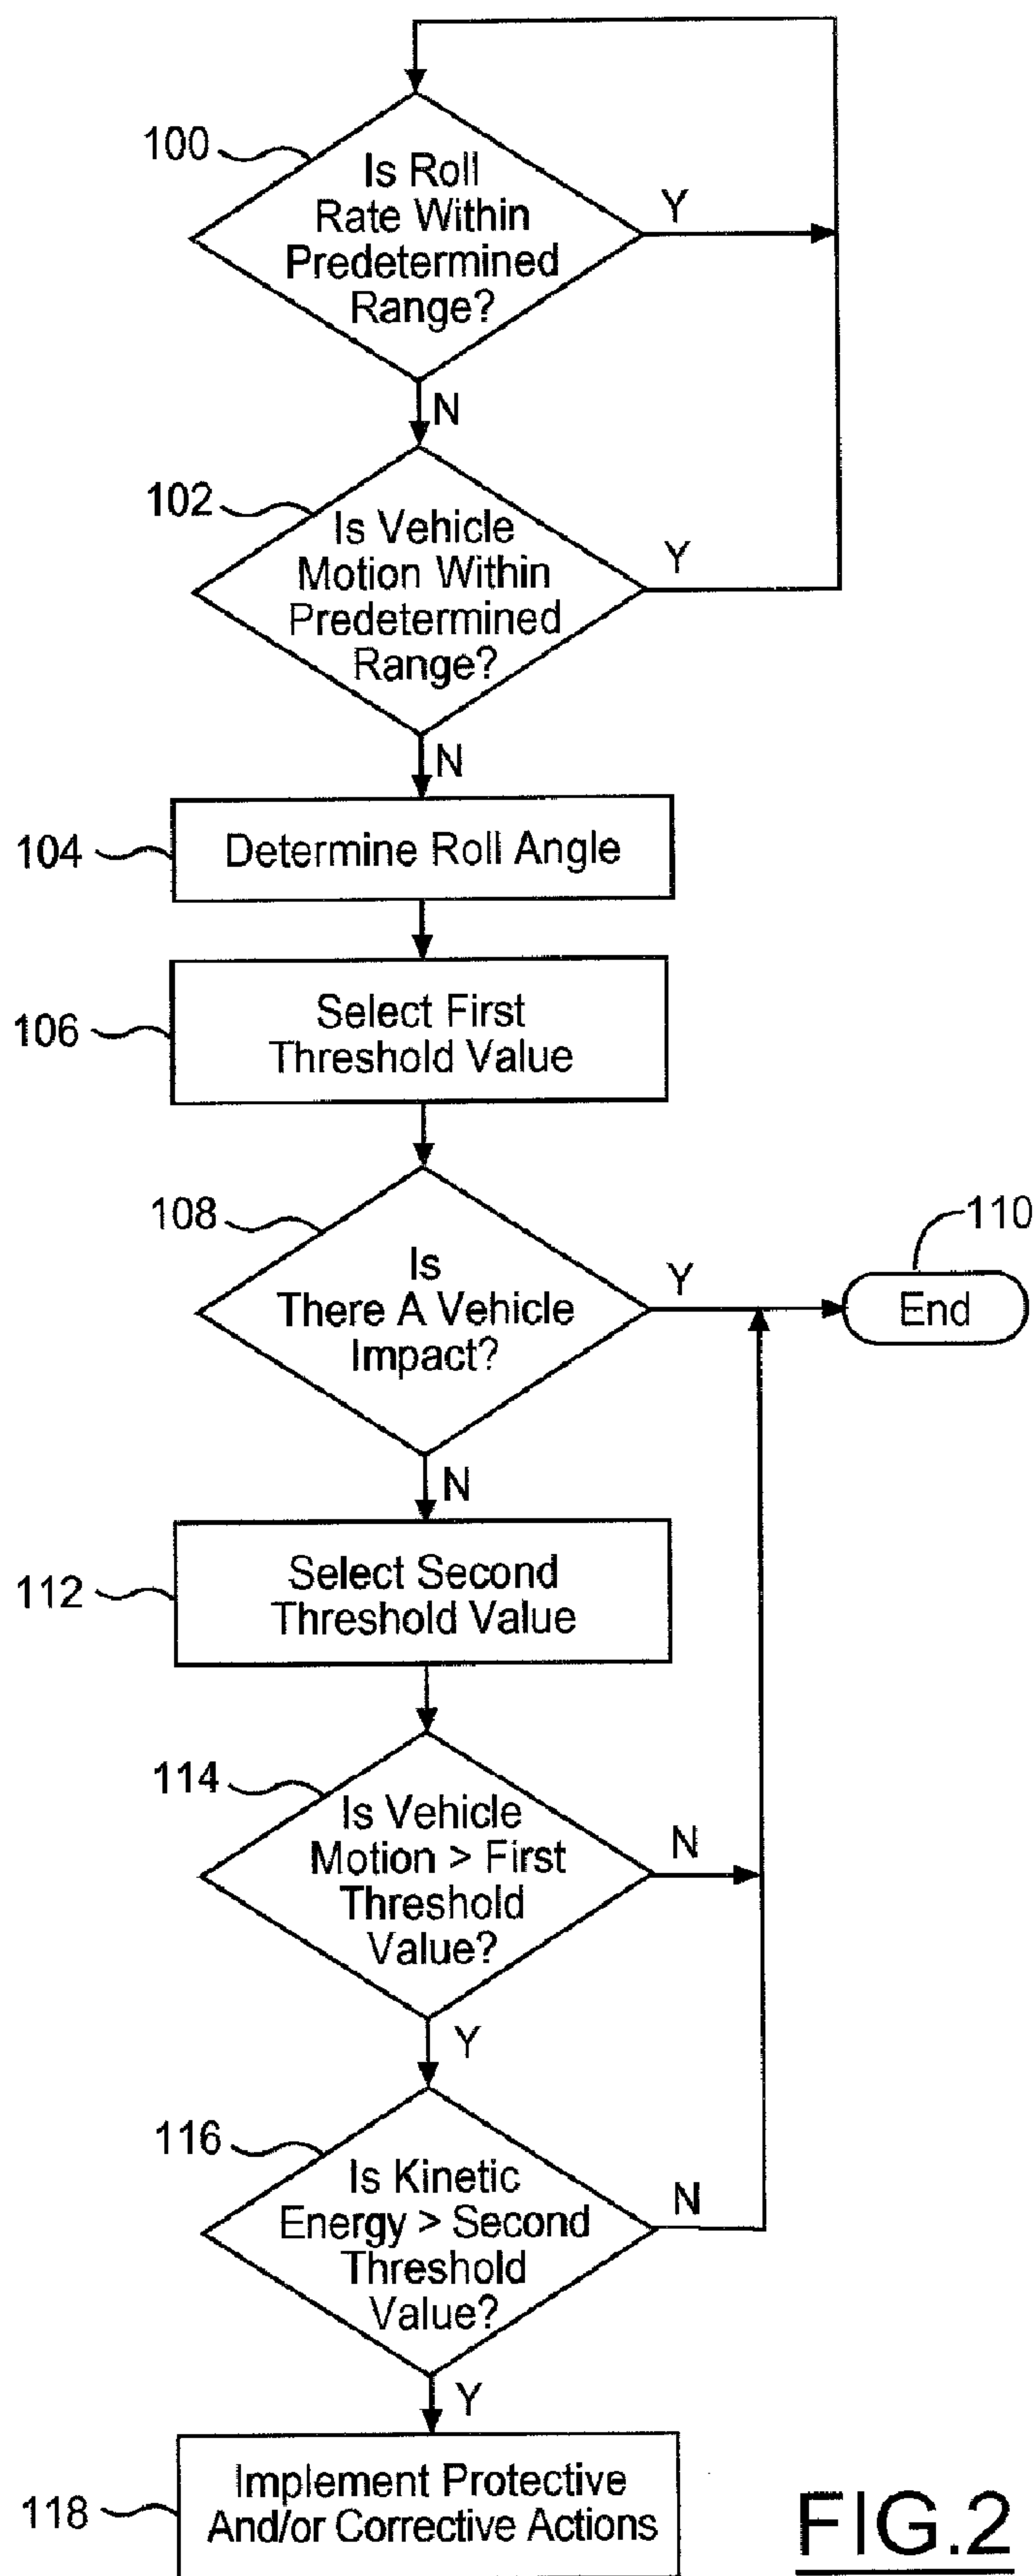 100
Is Roll
Rate Within
Predetermined
Range?
Y
N
102
Is Vehicle
Motion Within
Predetermined
Range?
Y
N
104
Determine Roll Angle
106
Select First
Threshold Value
108
Is
There A Vehicle
Impact?
Y
110
End
N
112
Select Second
Threshold Value
114
Is Vehicle
Motion > First
Threshold
Value?
N
Y
116
Is Kinetic
Energy > Second
Threshold
Value?
N
Y
118
Implement Protective
And/or Corrective Actions
FIG.2